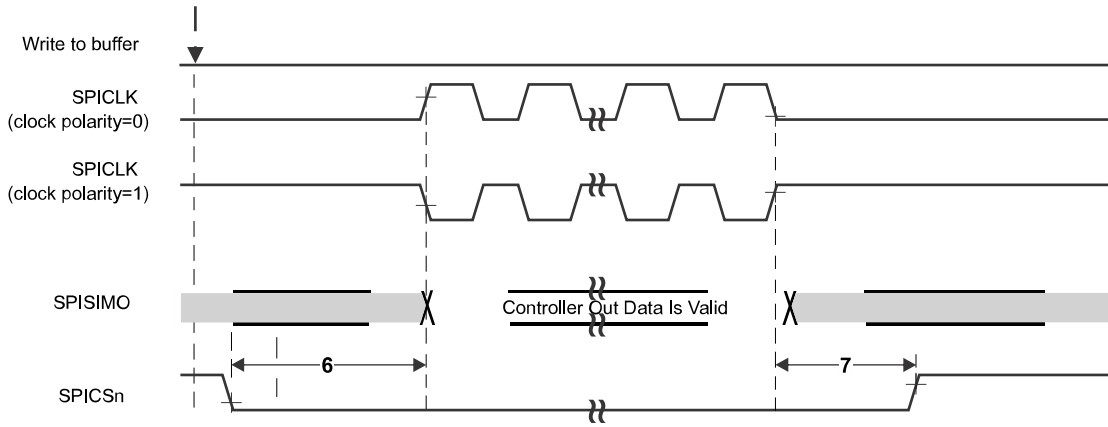 Write to buffer
SPICLK
(clock polarity=0)
SPICLK
(clock polarity=1)
SPISIMO
Controller Out Data Is Valid
6
7
SPICSn